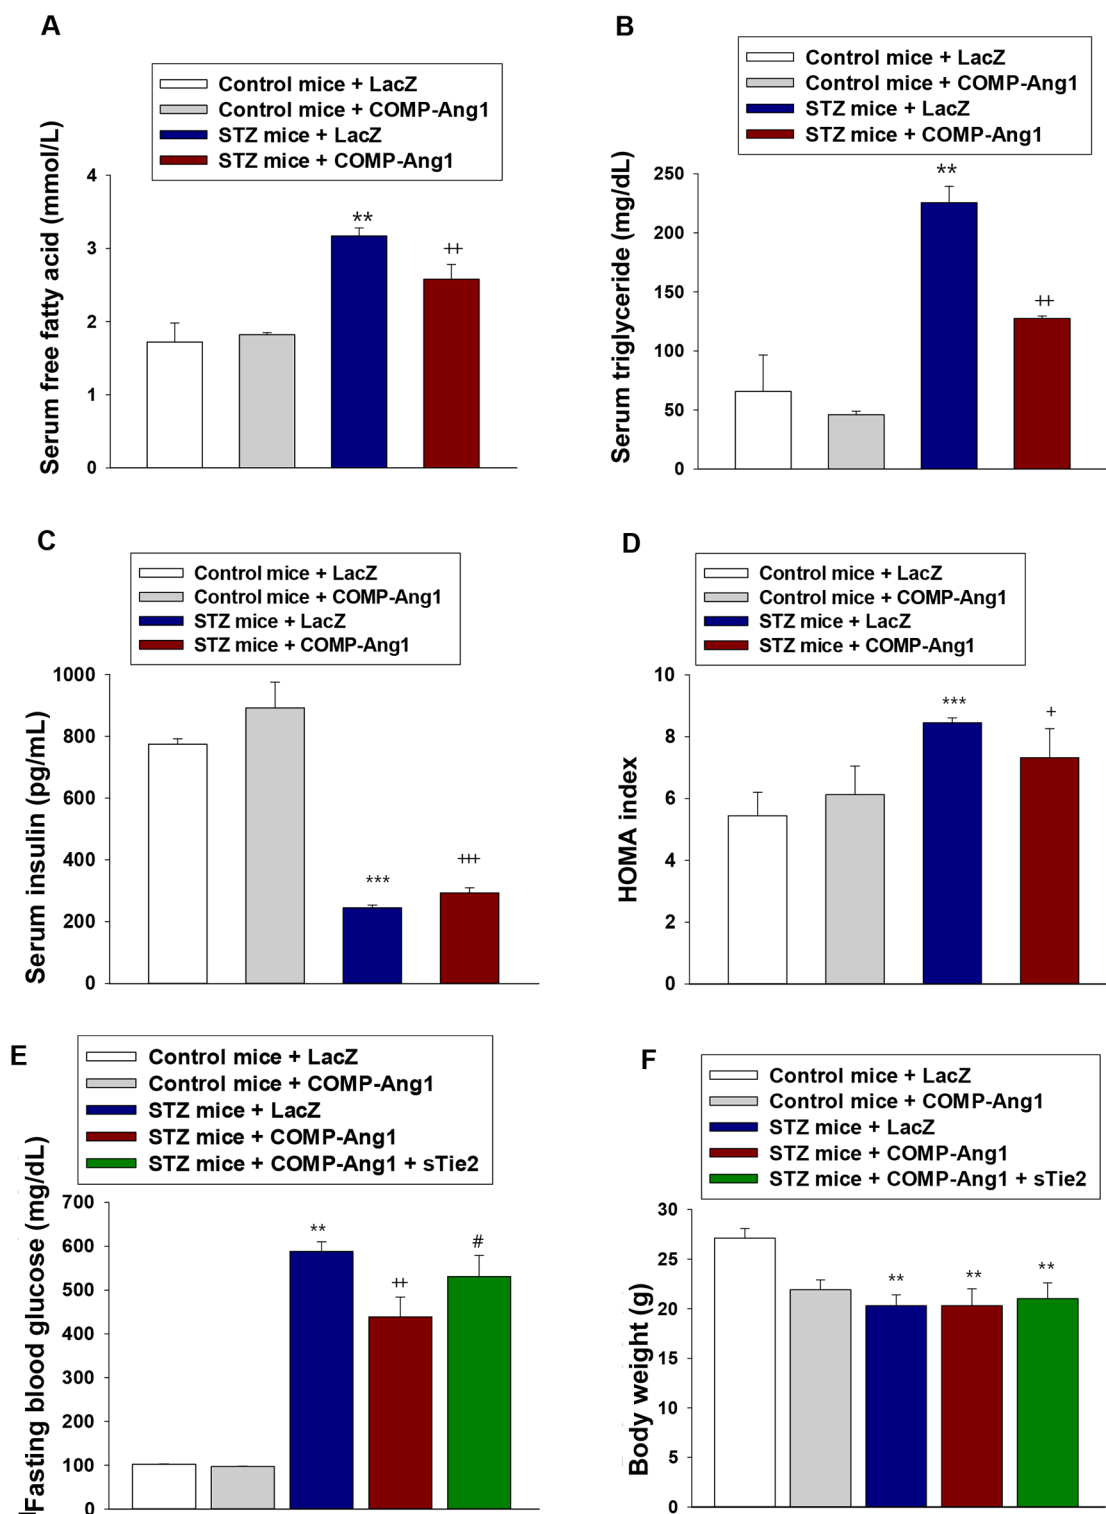 A
Control mice + LacZ
Control mice + COMP-Ang1
STZ mice + LacZ
STZ mice + COMP-Ang1
Serum free fatty acid (mmol/L)
4
3
2
1
0
**
++
B
Control mice + LacZ
Control mice + COMP-Ang1
STZ mice + LacZ
STZ mice + COMP-Ang1
Serum triglyceride (mg/dL)
250
200
150
100
50
0
**
++
C
Control mice + LacZ
Control mice + COMP-Ang1
STZ mice + LacZ
STZ mice + COMP-Ang1
Serum insulin (pg/mL)
1000
800
600
400
200
0
***
+++
D
Control mice + LacZ
Control mice + COMP-Ang1
STZ mice + LacZ
STZ mice + COMP-Ang1
HOMA index
10
8
6
4
2
0
***
+
E
Control mice + LacZ
Control mice + COMP-Ang1
STZ mice + LacZ
STZ mice + COMP-Ang1
STZ mice + COMP-Ang1 + sTie2
Fasting blood glucose (mg/dL)
700
600
500
400
300
200
100
0
**
++
#
F
Control mice + LacZ
Control mice + COMP-Ang1
STZ mice + LacZ
STZ mice + COMP-Ang1
STZ mice + COMP-Ang1 + sTie2
Body weight (g)
30
25
20
15
10
5
0
**
**
**